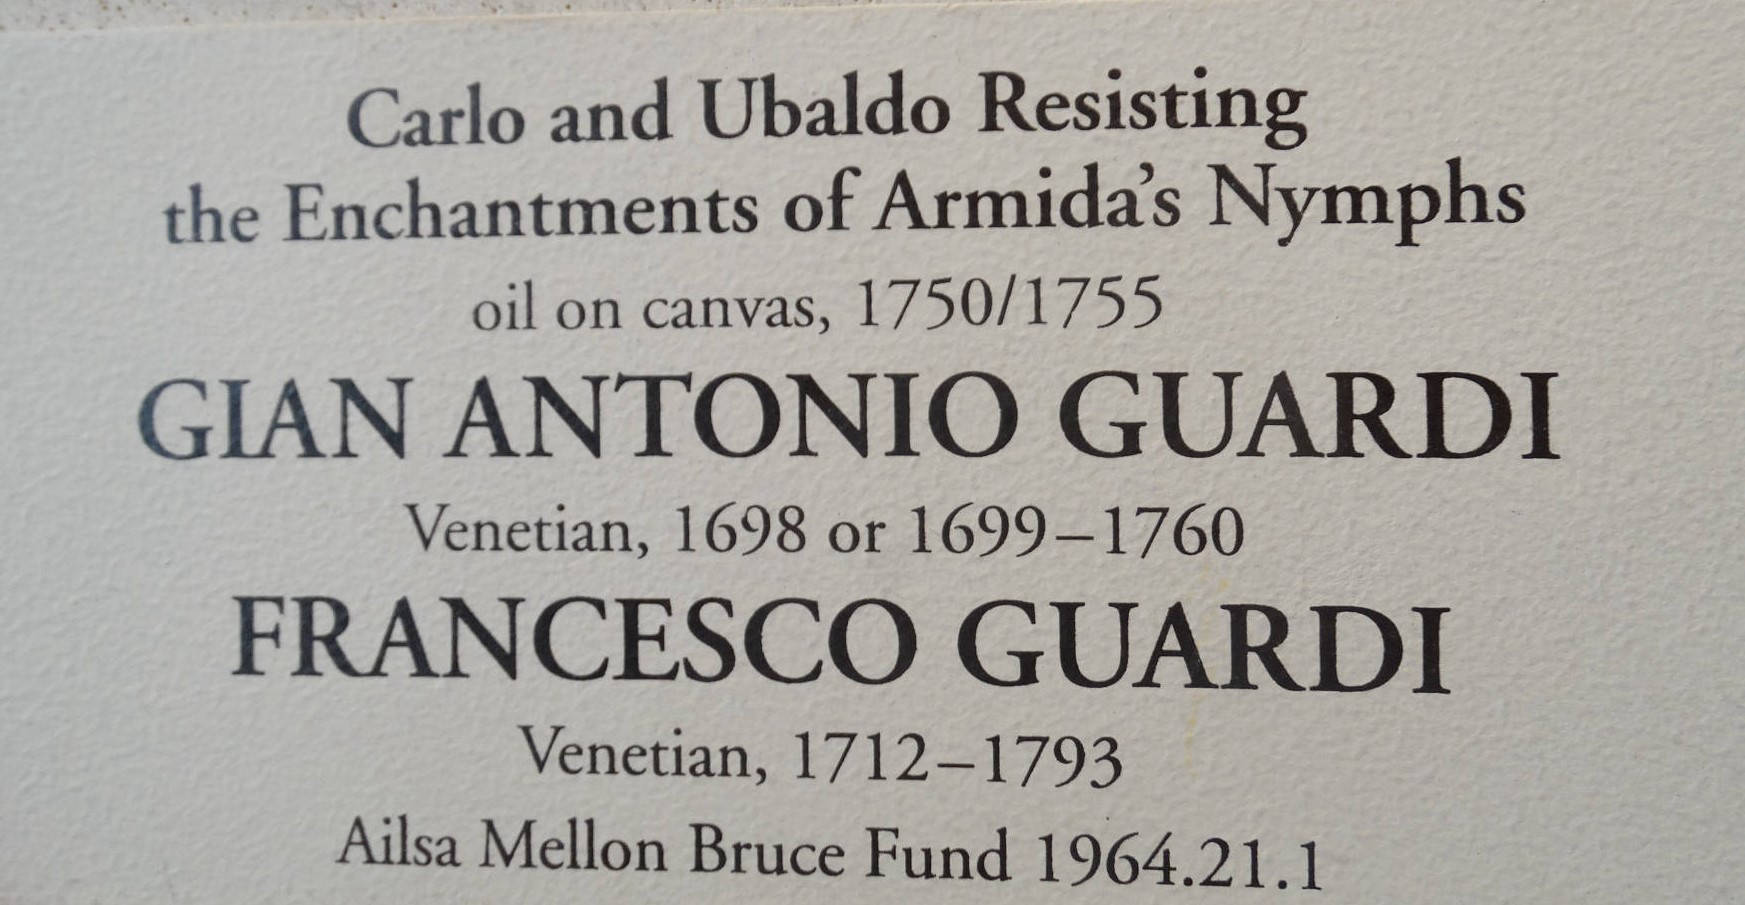 Carlo and Ubaldo Resisting
the Enchantments of Armida’s Nymphs
oil on canvas, 1750/1755
GIAN ANTONIO GUARDI
Venetian, 1698 or 1699–1760
FRANCESCO GUARDI
Venetian, 1712–1793
Ailsa Mellon Bruce Fund 1964.21.1